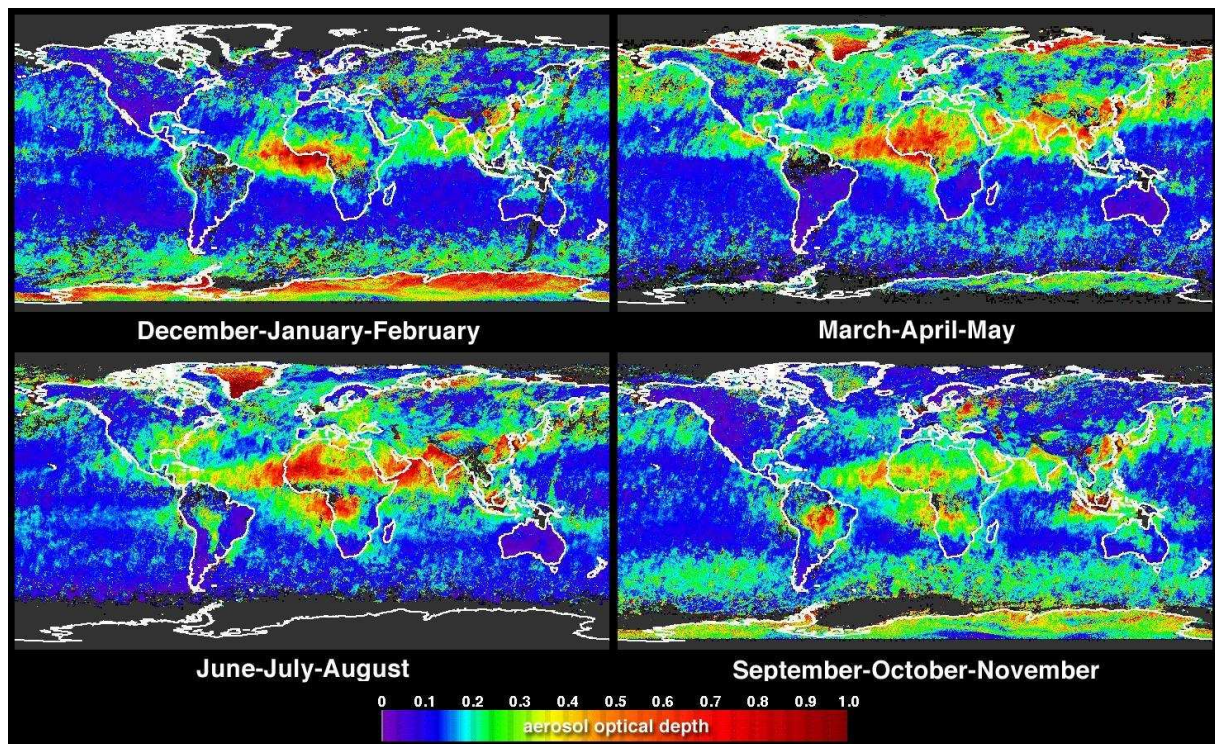 December-January-February
March-April-May
June-July-August
September-October-November
0 0.1 0.2 0.3 0.4 0.5 0.6 0.7 0.8 0.9 1.0
aerosol optical depth